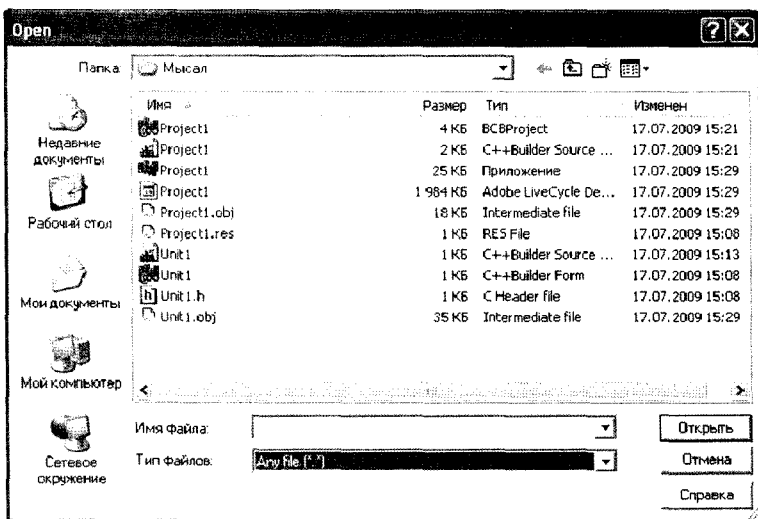 Open
Папка: Мысал
Имя Размер Тип Изменен
Project1 4 КБ BCBProject 17.07.2009 15:21
Project1 2 КБ C++Builder Source ... 17.07.2009 15:21
Project1 25 КБ Приложение 17.07.2009 15:29
Project1 1 984 КБ Adobe LiveCycle De... 17.07.2009 15:29
Project1.obj 18 КБ Intermediate file 17.07.2009 15:29
Project1.res 1 КБ RES File 17.07.2009 15:08
Unit1 1 КБ C++Builder Source ... 17.07.2009 15:13
Unit1 1 КБ C++Builder Form 17.07.2009 15:08
Unit1.h 1 КБ C Header file 17.07.2009 15:08
Unit1.obj 35 КБ Intermediate file 17.07.2009 15:29
Недавние
документы
Рабочий стол
Мои документы
Мой компьютер
Сетевое
окружение
Имя файла:
Открыть
Тип файлов: Any file (*.*)
Отмена
Справка